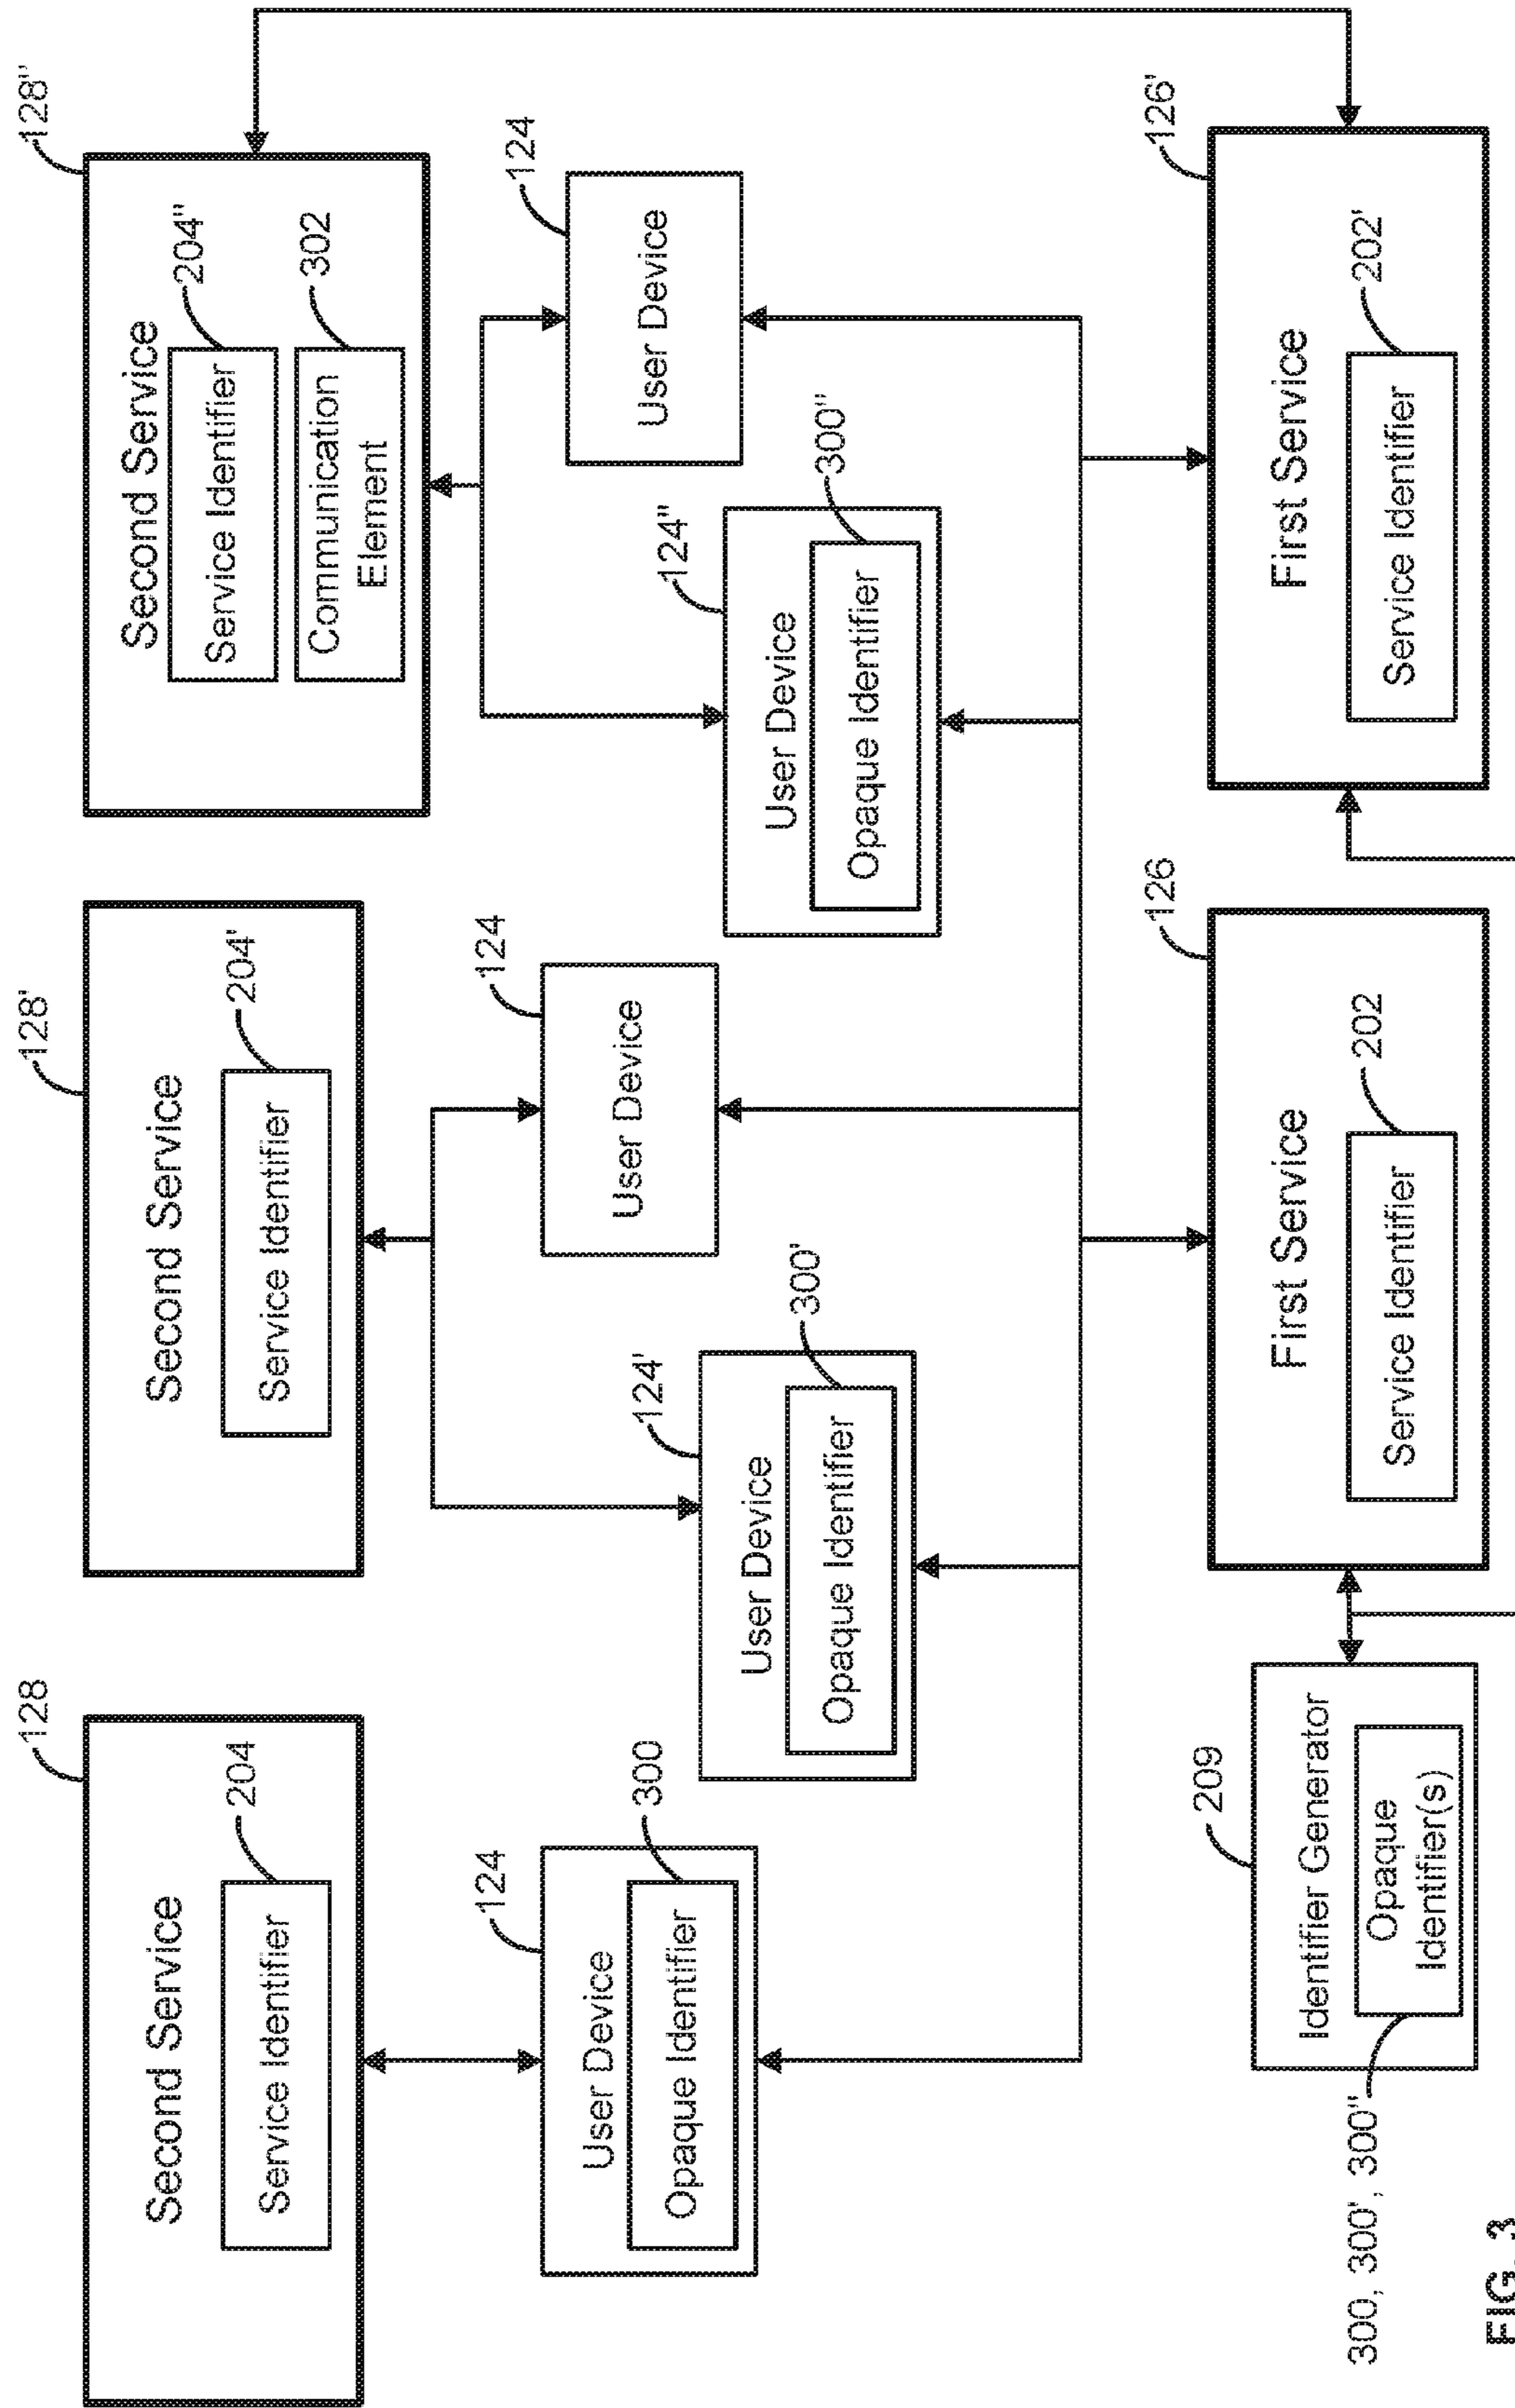 128
Second Service
204
Service Identifier
128'
Second Service
204'
Service Identifier
128"
Second Service
204"
Service Identifier
302
Communication
Element
124
User Device
300
Opaque Identifier
124'
User Device
300'
Opaque Identifier
124
User Device
124"
User Device
300"
Opaque Identifier
124
User Device
209
Identifier Generator
Opaque
Identifier(s)
300, 300', 300"
126
First Service
202
Service Identifier
126'
First Service
202'
Service Identifier
FIG. 3